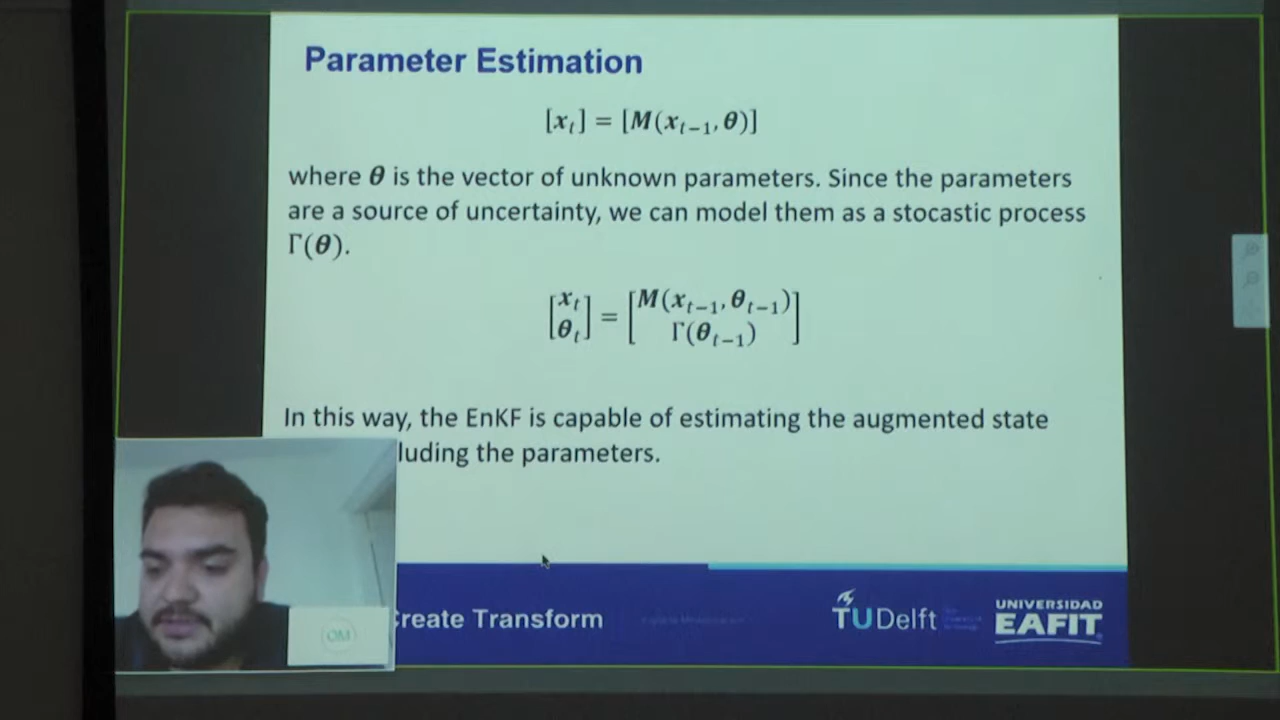 Parameter Estimation
[x_t] = [M(x_{t−1}, θ)]
where θ is the vector of unknown parameters. Since the parameters
are a source of uncertainty, we can model them as a stocastic process
Γ(θ).
[x_t θ_t] = [M(x_{t−1}, θ_{t−1}) Γ(θ_{t−1})]
In this way, the EnKF is capable of estimating the augmented state
luding the parameters.
OM
Create Transform
TUDelft
UNIVERSIDAD
EAFIT